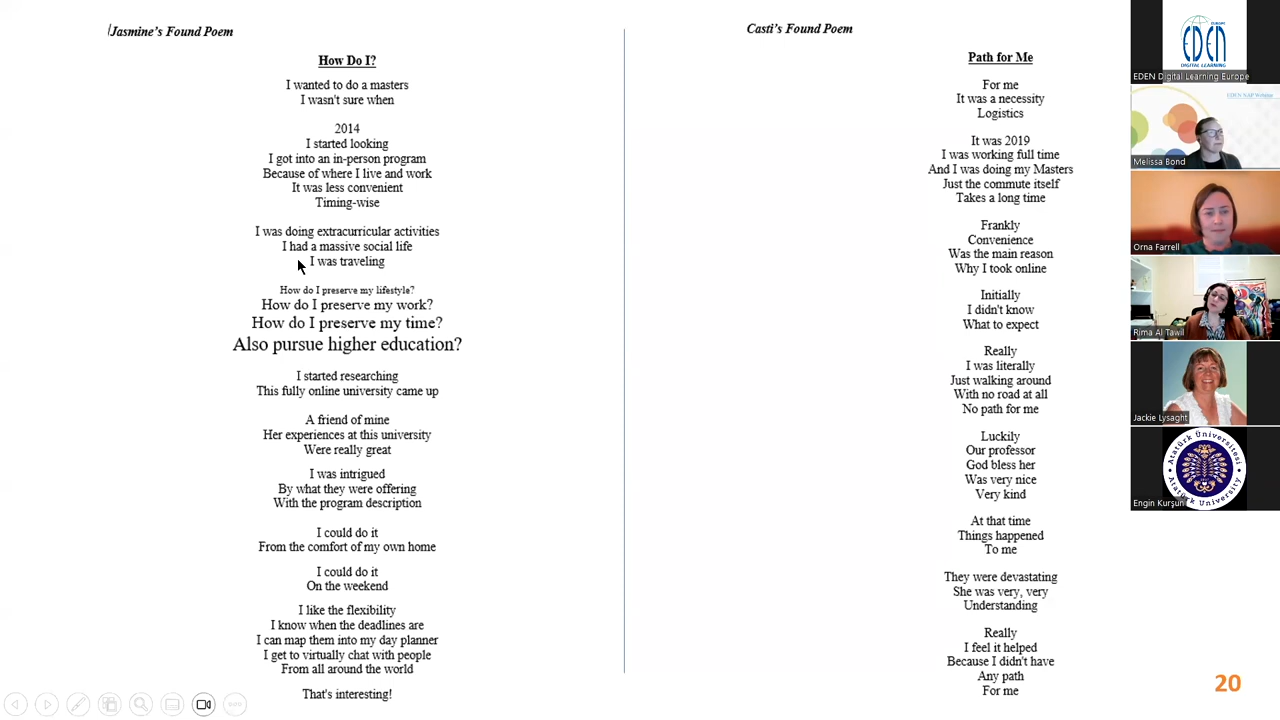 Jasmine's Found Poem
How Do I?
I wanted to do a masters
I wasn't sure when
2014
I started looking
I got into an in-person program
Because of where I live and work
It was less convenient
Timing-wise
I was doing extracurricular activities
I had a massive social life
I was traveling
How do I preserve my lifestyle?
How do I preserve my work?
How do I preserve my time?
Also pursue higher education?
I started researching
This fully online university came up
A friend of mine
Her experiences at this university
Were really great
I was intrigued
By what they were offering
With the program description
I could do it
From the comfort of my own home
I could do it
On the weekend
I like the flexibility
I know when the deadlines are
I can map them into my day planner
I get to virtually chat with people
From all around the world
That's interesting!
Casti's Found Poem
Path for Me
For me
It was a necessity
Logistics
It was 2019
I was working full time
And I was doing my Masters
Just the commute itself
Takes a long time
Frankly
Convenience
Was the main reason
Why I took online
Initially
I didn't know
What to expect
Really
I was literally
Just walking around
With no road at all
No path for me
Luckily
Our professor
God bless her
Was very nice
Very kind
At that time
Things happened
To me
They were devastating
She was very, very
Understanding
Really
I feel it helped
Because I didn't have
Any path
For me
20
EUROPE
EDEN
DIGITAL LEARNING
EDEN Digital Learning Europe
EDEN NAP Webinar
Melissa Bond
Orna Farrell
Rima Al Tawil
Jackie Lysaght
Atatürk Üniversitesi
Atatürk Üniversitesi
Engin Kurşun